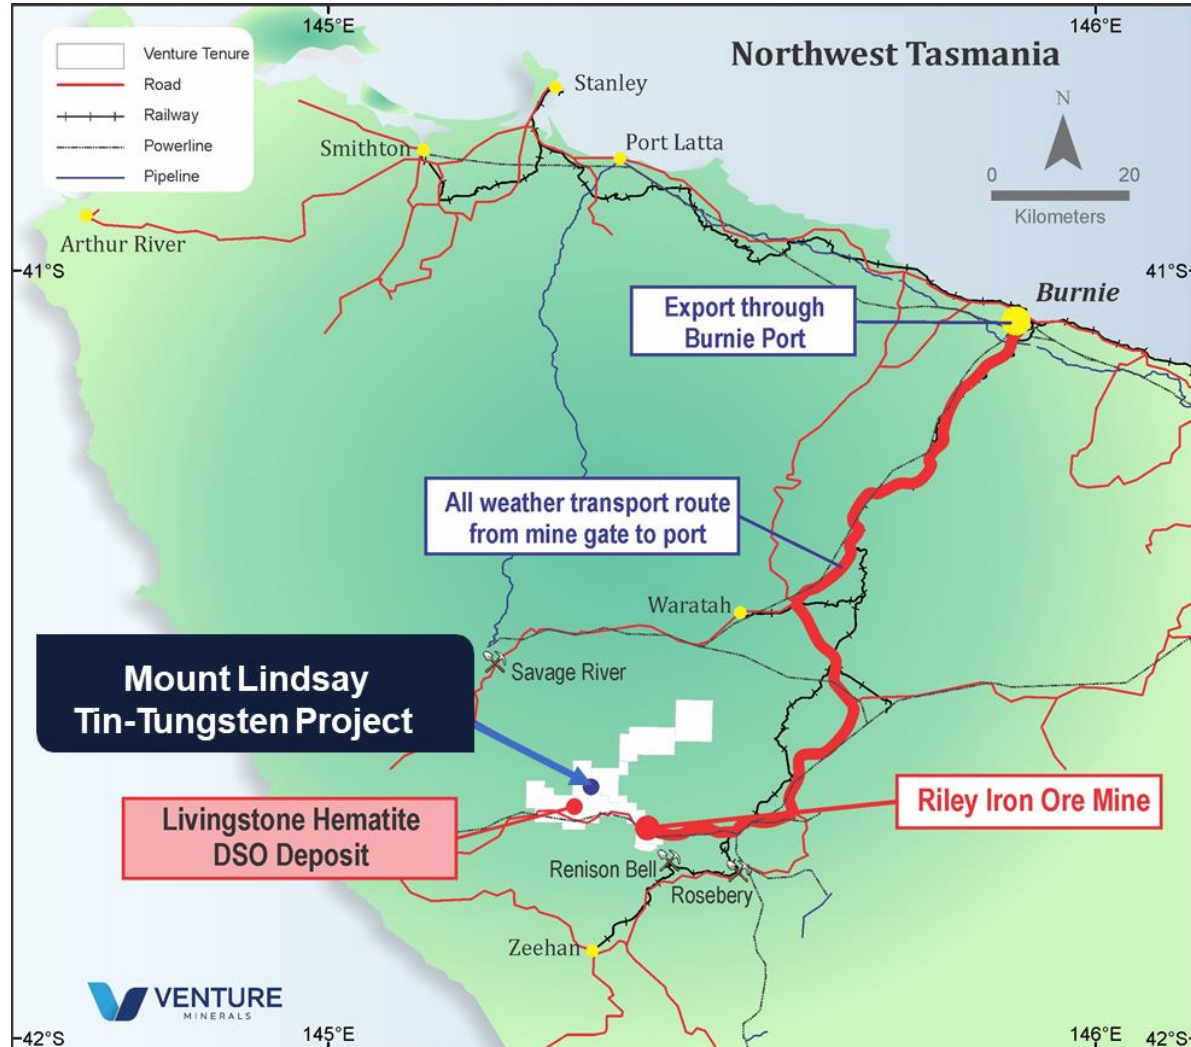 145°E
146°E
Northwest Tasmania
Venture Tenure
Road
Railway
Powerline
Pipeline
N
0 20
Kilometers
Stanley
Smithton
Port Latta
Arthur River
41°S
41°S
Burnie
Export through
Burnie Port
All weather transport route
from mine gate to port
Waratah
Savage River
Mount Lindsay
Tin-Tungsten Project
Livingstone Hematite
DSO Deposit
Riley Iron Ore Mine
Renison Bell
Rosebery
Zeehan
VENTURE
MINERALS
42°S
145°E
146°E
42°S